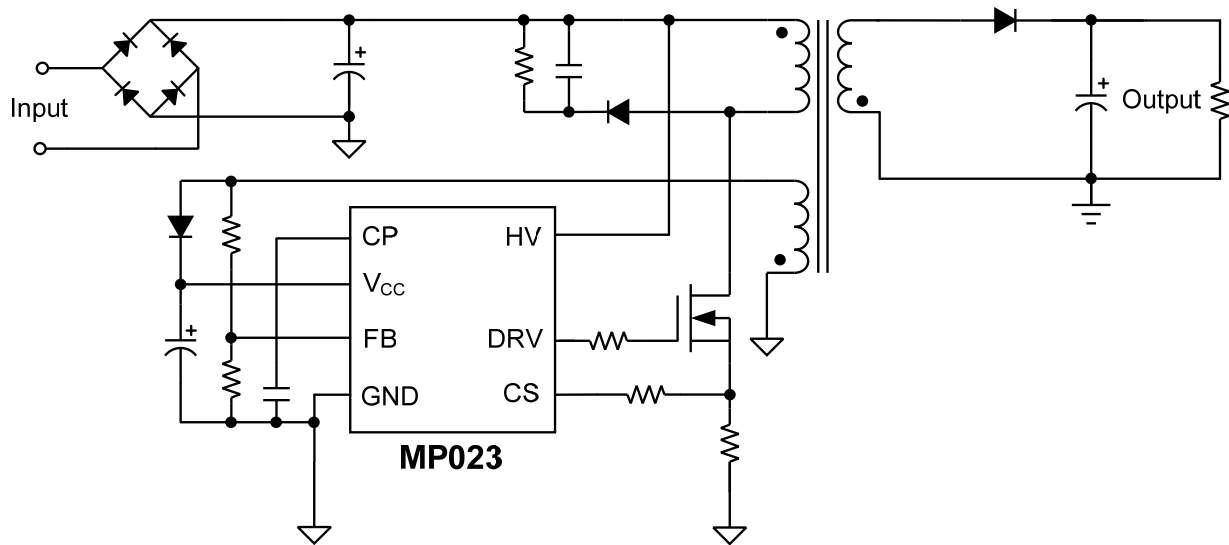 Input
Output
CP
HV
VCC
FB
DRV
GND
CS
MP023